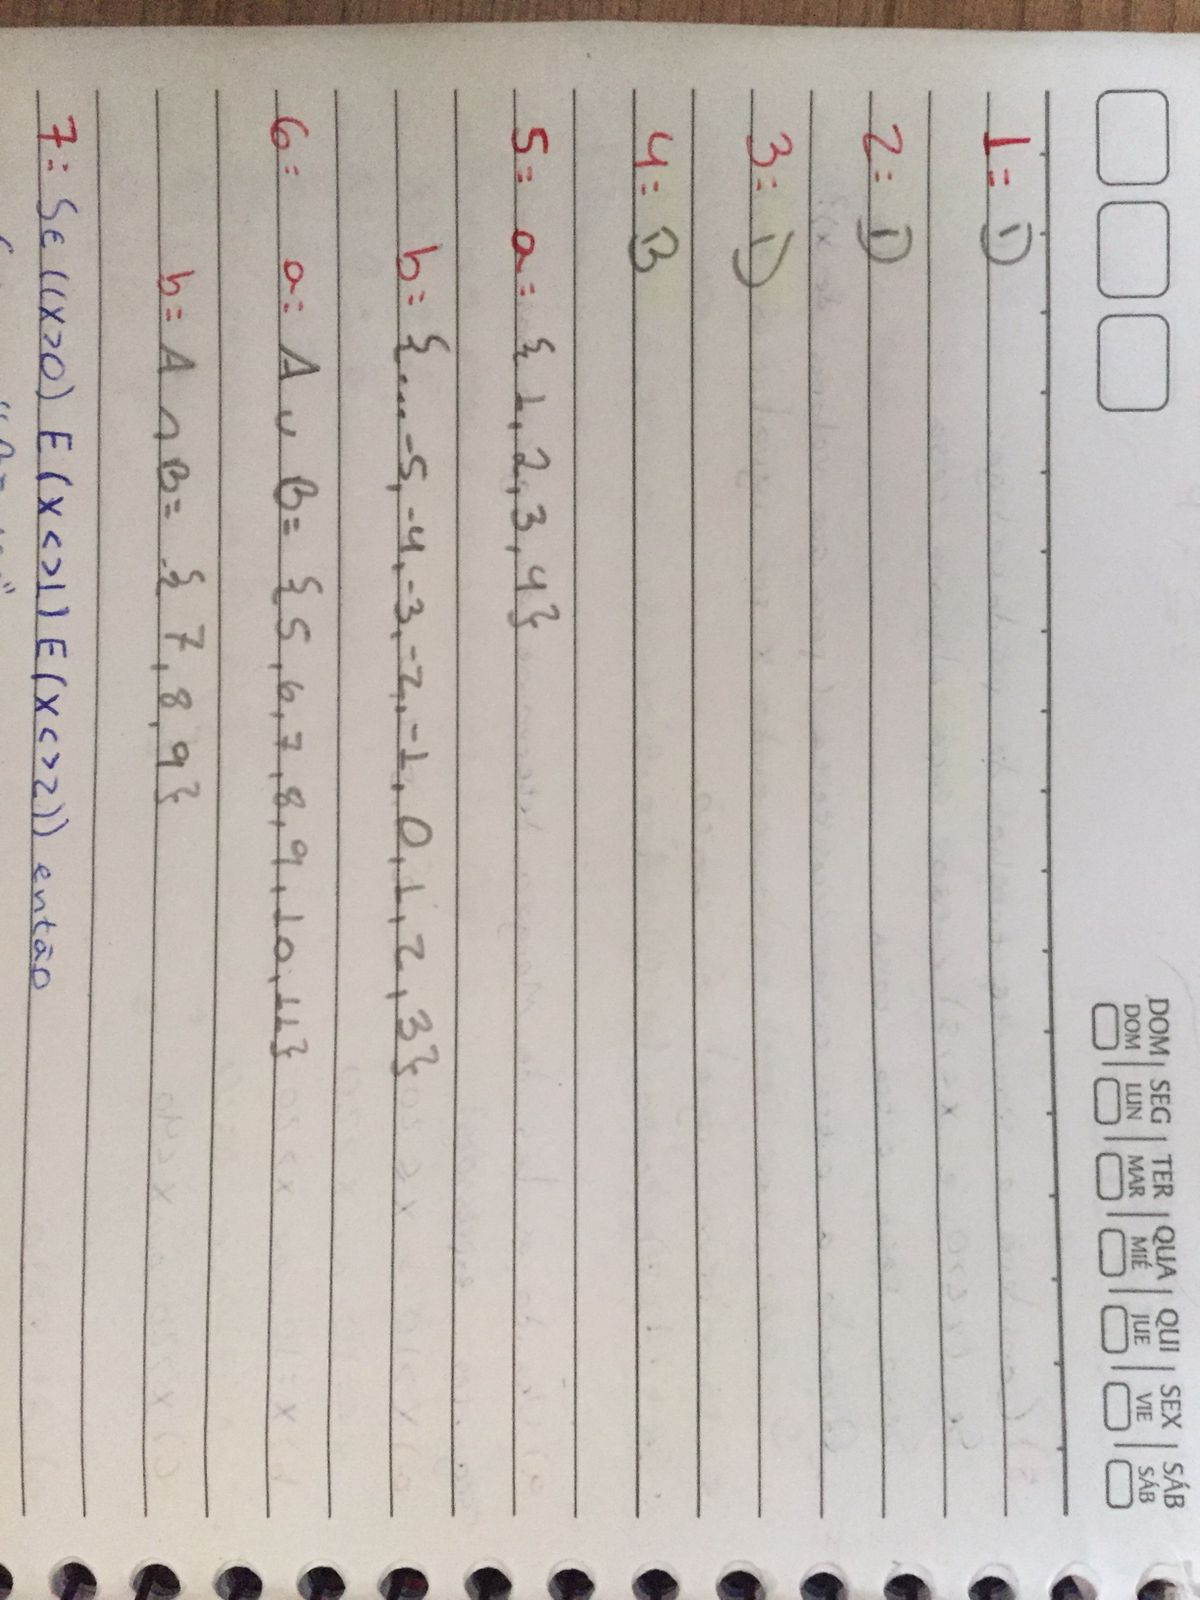 DOM | SEG | TER | QUA | QUI | SEX | SÁB
DOM | LUN | MAR | MIÉ | JUE | VIE | SÁB
1= D
2= D
3= D
4= B
5= a= {1,2,3,4}
b= {...-5,-4,-3,-2,-1,0,1,2,3}
6= a= A ∪ B= {5,6,7,8,9,10,11}
b= A ∩ B= {7,8,9}
7= SE ((x>0) E (x<>1) E (x<>2)) então